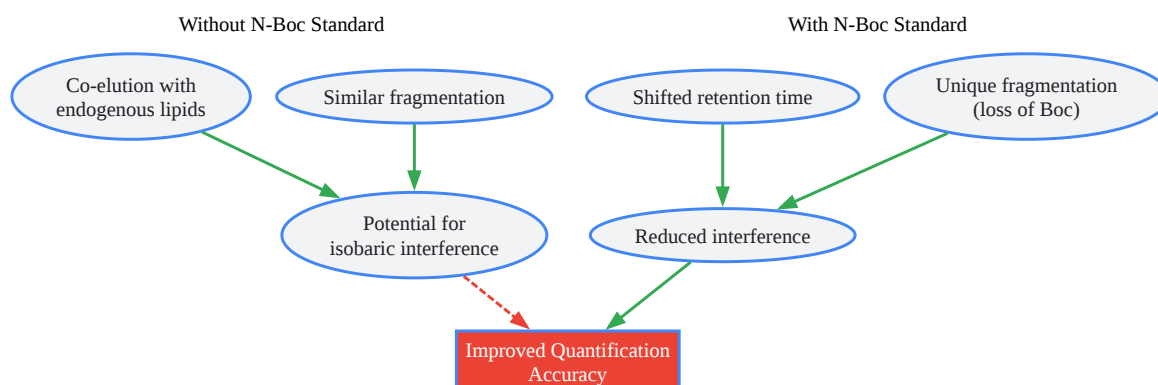 Without N-Boc Standard
With N-Boc Standard
Co-elution with
endogenous lipids
Similar fragmentation
Shifted retention time
Unique fragmentation
(loss of Boc)
Potential for
isobaric interference
Reduced interference
Improved Quantification
Accuracy